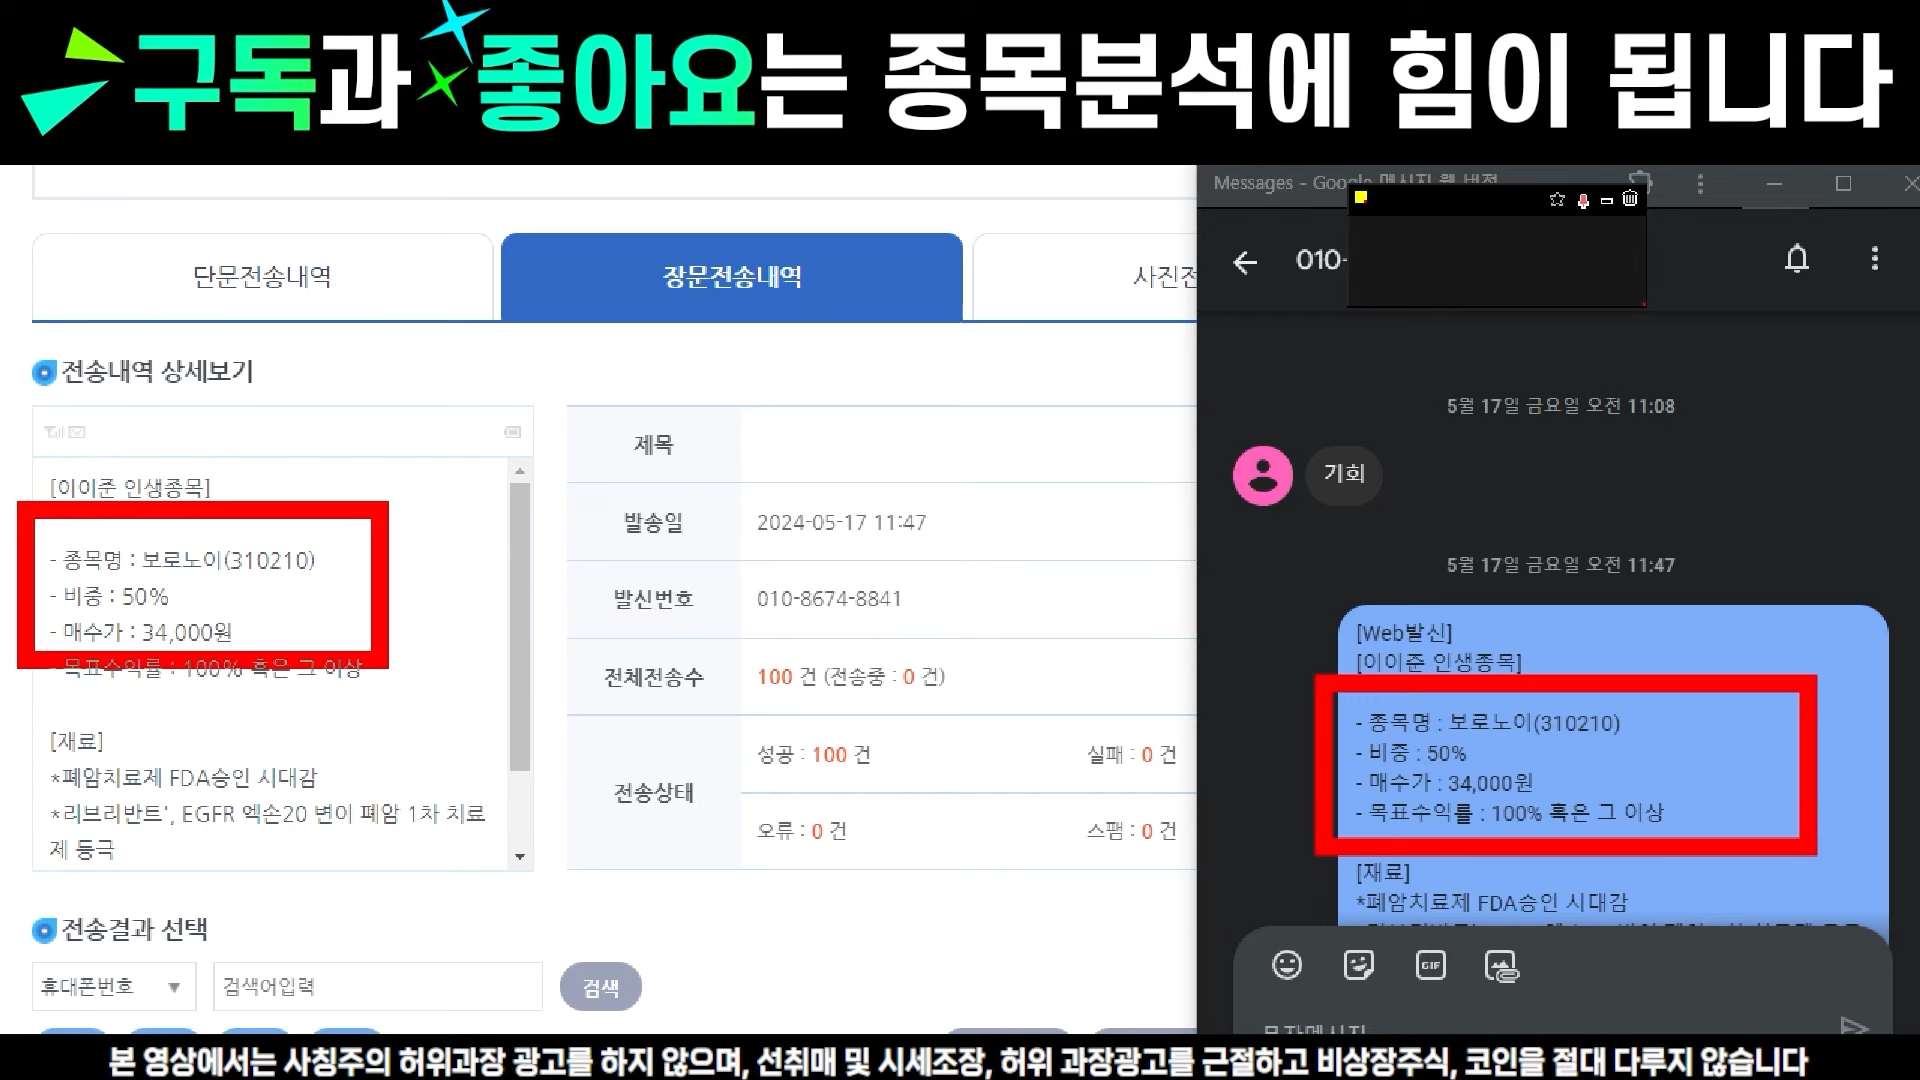 구독과 좋아요는 종목분석에 힘이 됩니다
단문전송내역
장문전송내역
사진전
전송내역 상세보기
[이이준 인생종목]
- 종목명 : 보로노이(310210)
- 비중 : 50%
- 매수가 : 34,000원
- 목표수익률 : 100% 혹은 그 이상
[재료]
*폐암치료제 FDA승인 시대감
*리브리반트', EGFR 엑손20 변이 폐암 1차 치료
제 등극
제목
발송일
2024-05-17 11:47
발신번호
010-8674-8841
전체전송수
100 건 (전송중 : 0 건)
전송상태
성공 : 100 건
실패 : 0 건
오류 : 0 건
스팸 : 0 건
전송결과 선택
휴대폰번호
검색어입력
검색
Messages - Google 메시지 웹 버전
010-
5월 17일 금요일 오전 11:08
기회
5월 17일 금요일 오전 11:47
[Web발신]
[이이준 인생종목]
- 종목명 : 보로노이(310210)
- 비중 : 50%
- 매수가 : 34,000원
- 목표수익률 : 100% 혹은 그 이상
[재료]
*폐암치료제 FDA승인 시대감
GIF
문자메시지
본 영상에서는 사칭주의 허위과장 광고를 하지 않으며, 선취매 및 시세조장, 허위 과장광고를 근절하고 비상장주식, 코인을 절대 다루지 않습니다